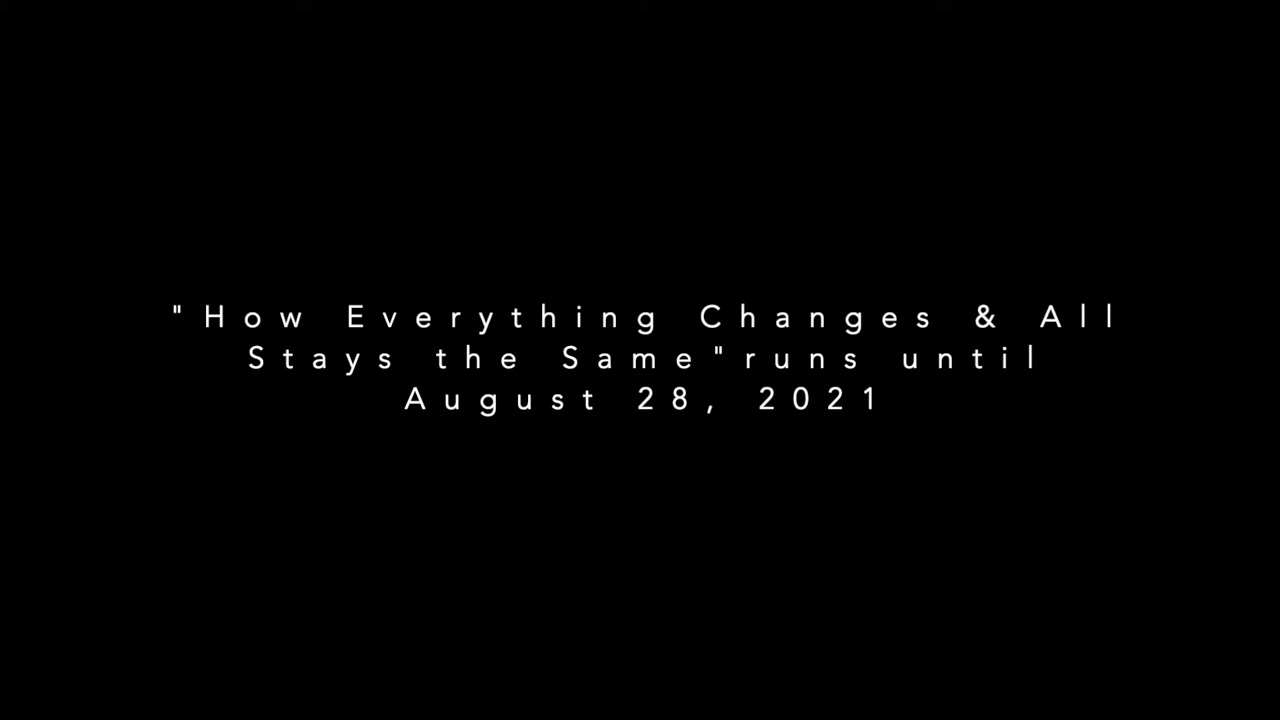 "How Everything Changes & All
Stays the Same"runs until
August 28, 2021